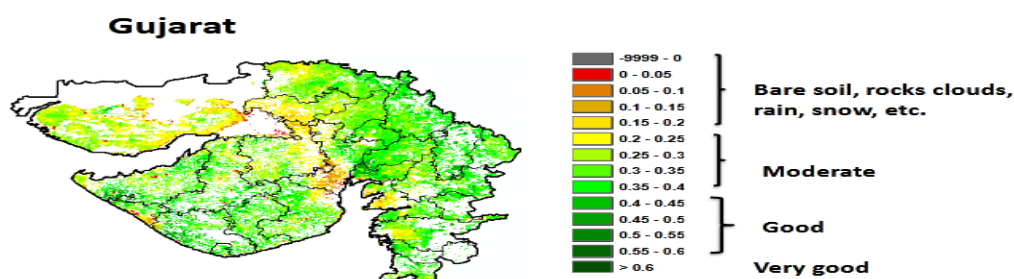 Gujarat
-9999 - 0
0 - 0.05
0.05 - 0.1
0.1 - 0.15
0.15 - 0.2
0.2 - 0.25
0.25 - 0.3
0.3 - 0.35
0.35 - 0.4
0.4 - 0.45
0.45 - 0.5
0.5 - 0.55
0.55 - 0.6
> 0.6
Bare soil, rocks clouds,
rain, snow, etc.
Moderate
Good
Very good